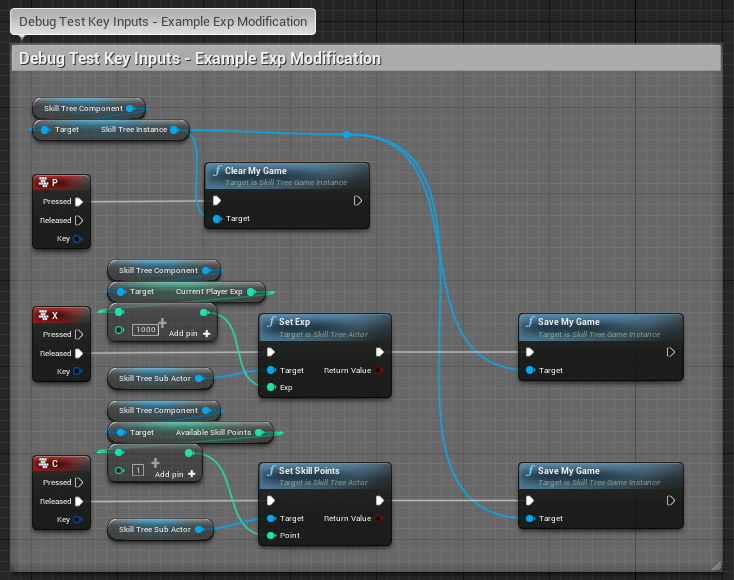 Debug Test Key Inputs - Example Exp Modification
Debug Test Key Inputs - Example Exp Modification
Skill Tree Component
Target Skill Tree Instance
P
Pressed
Released
Key
f Clear My Game
Target is Skill Tree Game Instance
Target
Skill Tree Component
Target Current Player Exp
1000 + Add pin +
X
Pressed
Released
Key
Skill Tree Sub Actor
f Set Exp
Target is Skill Tree Actor
Target Return Value
Exp
f Save My Game
Target is Skill Tree Game Instance
Target
Skill Tree Component
Target Available Skill Points
1 + Add pin +
C
Pressed
Released
Key
Skill Tree Sub Actor
f Set Skill Points
Target is Skill Tree Actor
Target Return Value
Point
f Save My Game
Target is Skill Tree Game Instance
Target